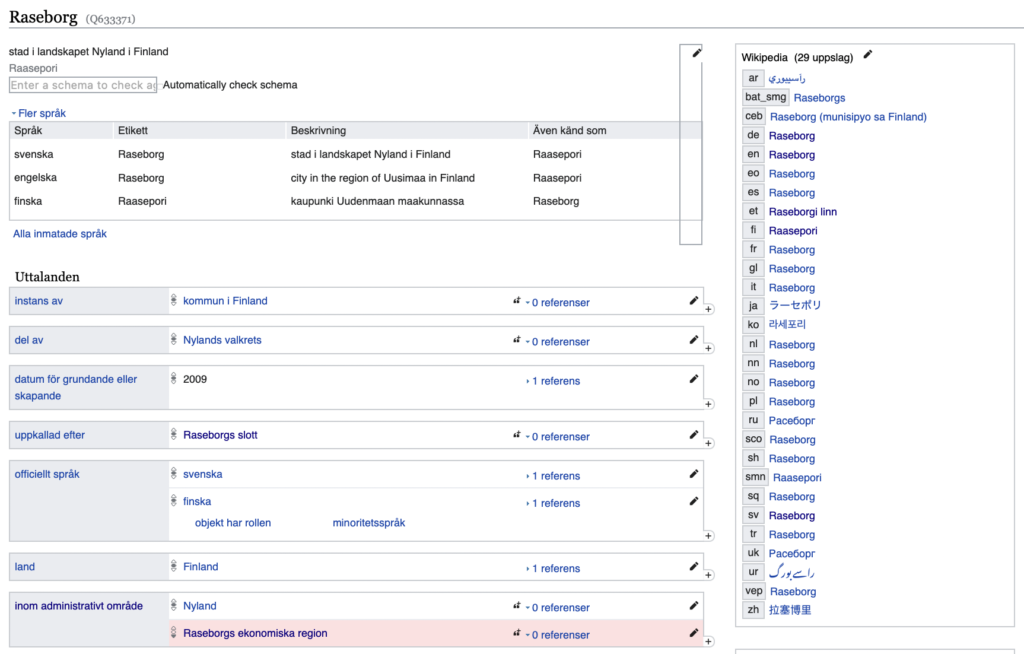 Raseborg (Q633371)
stad i landskapet Nyland i Finland
Raasepori
Enter a schema to check ag Automatically check schema
Fler språk
Språk Etikett Beskrivning Även känd som
svenska Raseborg stad i landskapet Nyland i Finland Raasepori
engelska Raseborg city in the region of Uusimaa in Finland Raasepori
finska Raasepori kaupunki Uudenmaan maakunnassa Raseborg
Alla inmatade språk
Uttalanden
instans av kommun i Finland 0 referenser
del av Nylands valkrets 0 referenser
datum för grundande eller 2009 1 referens
skapande
uppkallad efter Raseborgs slott 0 referenser
officiellt språk svenska 1 referens
finska 1 referens
objekt har rollen minoritetsspråk
land Finland 1 referens
inom administrativt område Nyland 0 referenser
Raseborgs ekonomiska region 0 referenser
Wikipedia (29 uppslag)
ar راسيبوري
bat_smg Raseborgs
ceb Raseborg (munisipyo sa Finland)
de Raseborg
en Raseborg
eo Raseborg
es Raseborg
et Raseborgi linn
fi Raasepori
fr Raseborg
gl Raseborg
it Raseborg
ja ラーセポリ
ko 라세포리
nl Raseborg
nn Raseborg
no Raseborg
pl Raseborg
ru Расеборг
sco Raseborg
sh Raseborg
smn Raasepori
sq Raseborg
sv Raseborg
tr Raseborg
uk Расеборг
ur راسےبورگ
vep Raseborg
zh 拉塞博里